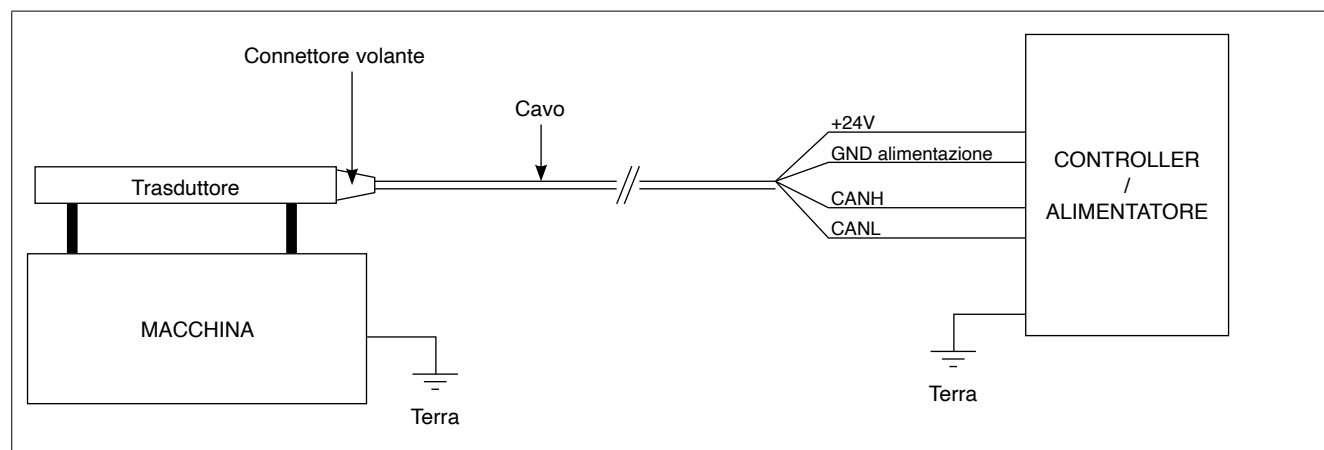 Connettore volante
Cavo
+24V
GND alimentazione
CANH
CANL
CONTROLLER
/
ALIMENTATORE
Trasduttore
MACCHINA
Terra
Terra